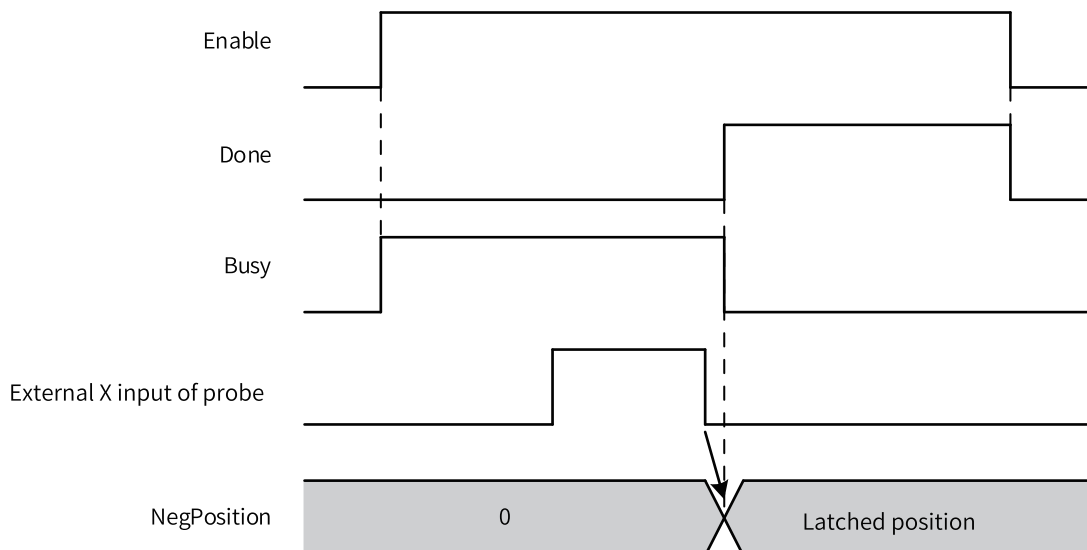 Enable
Done
Busy
External X input of probe
NegPosition
0
Latched position